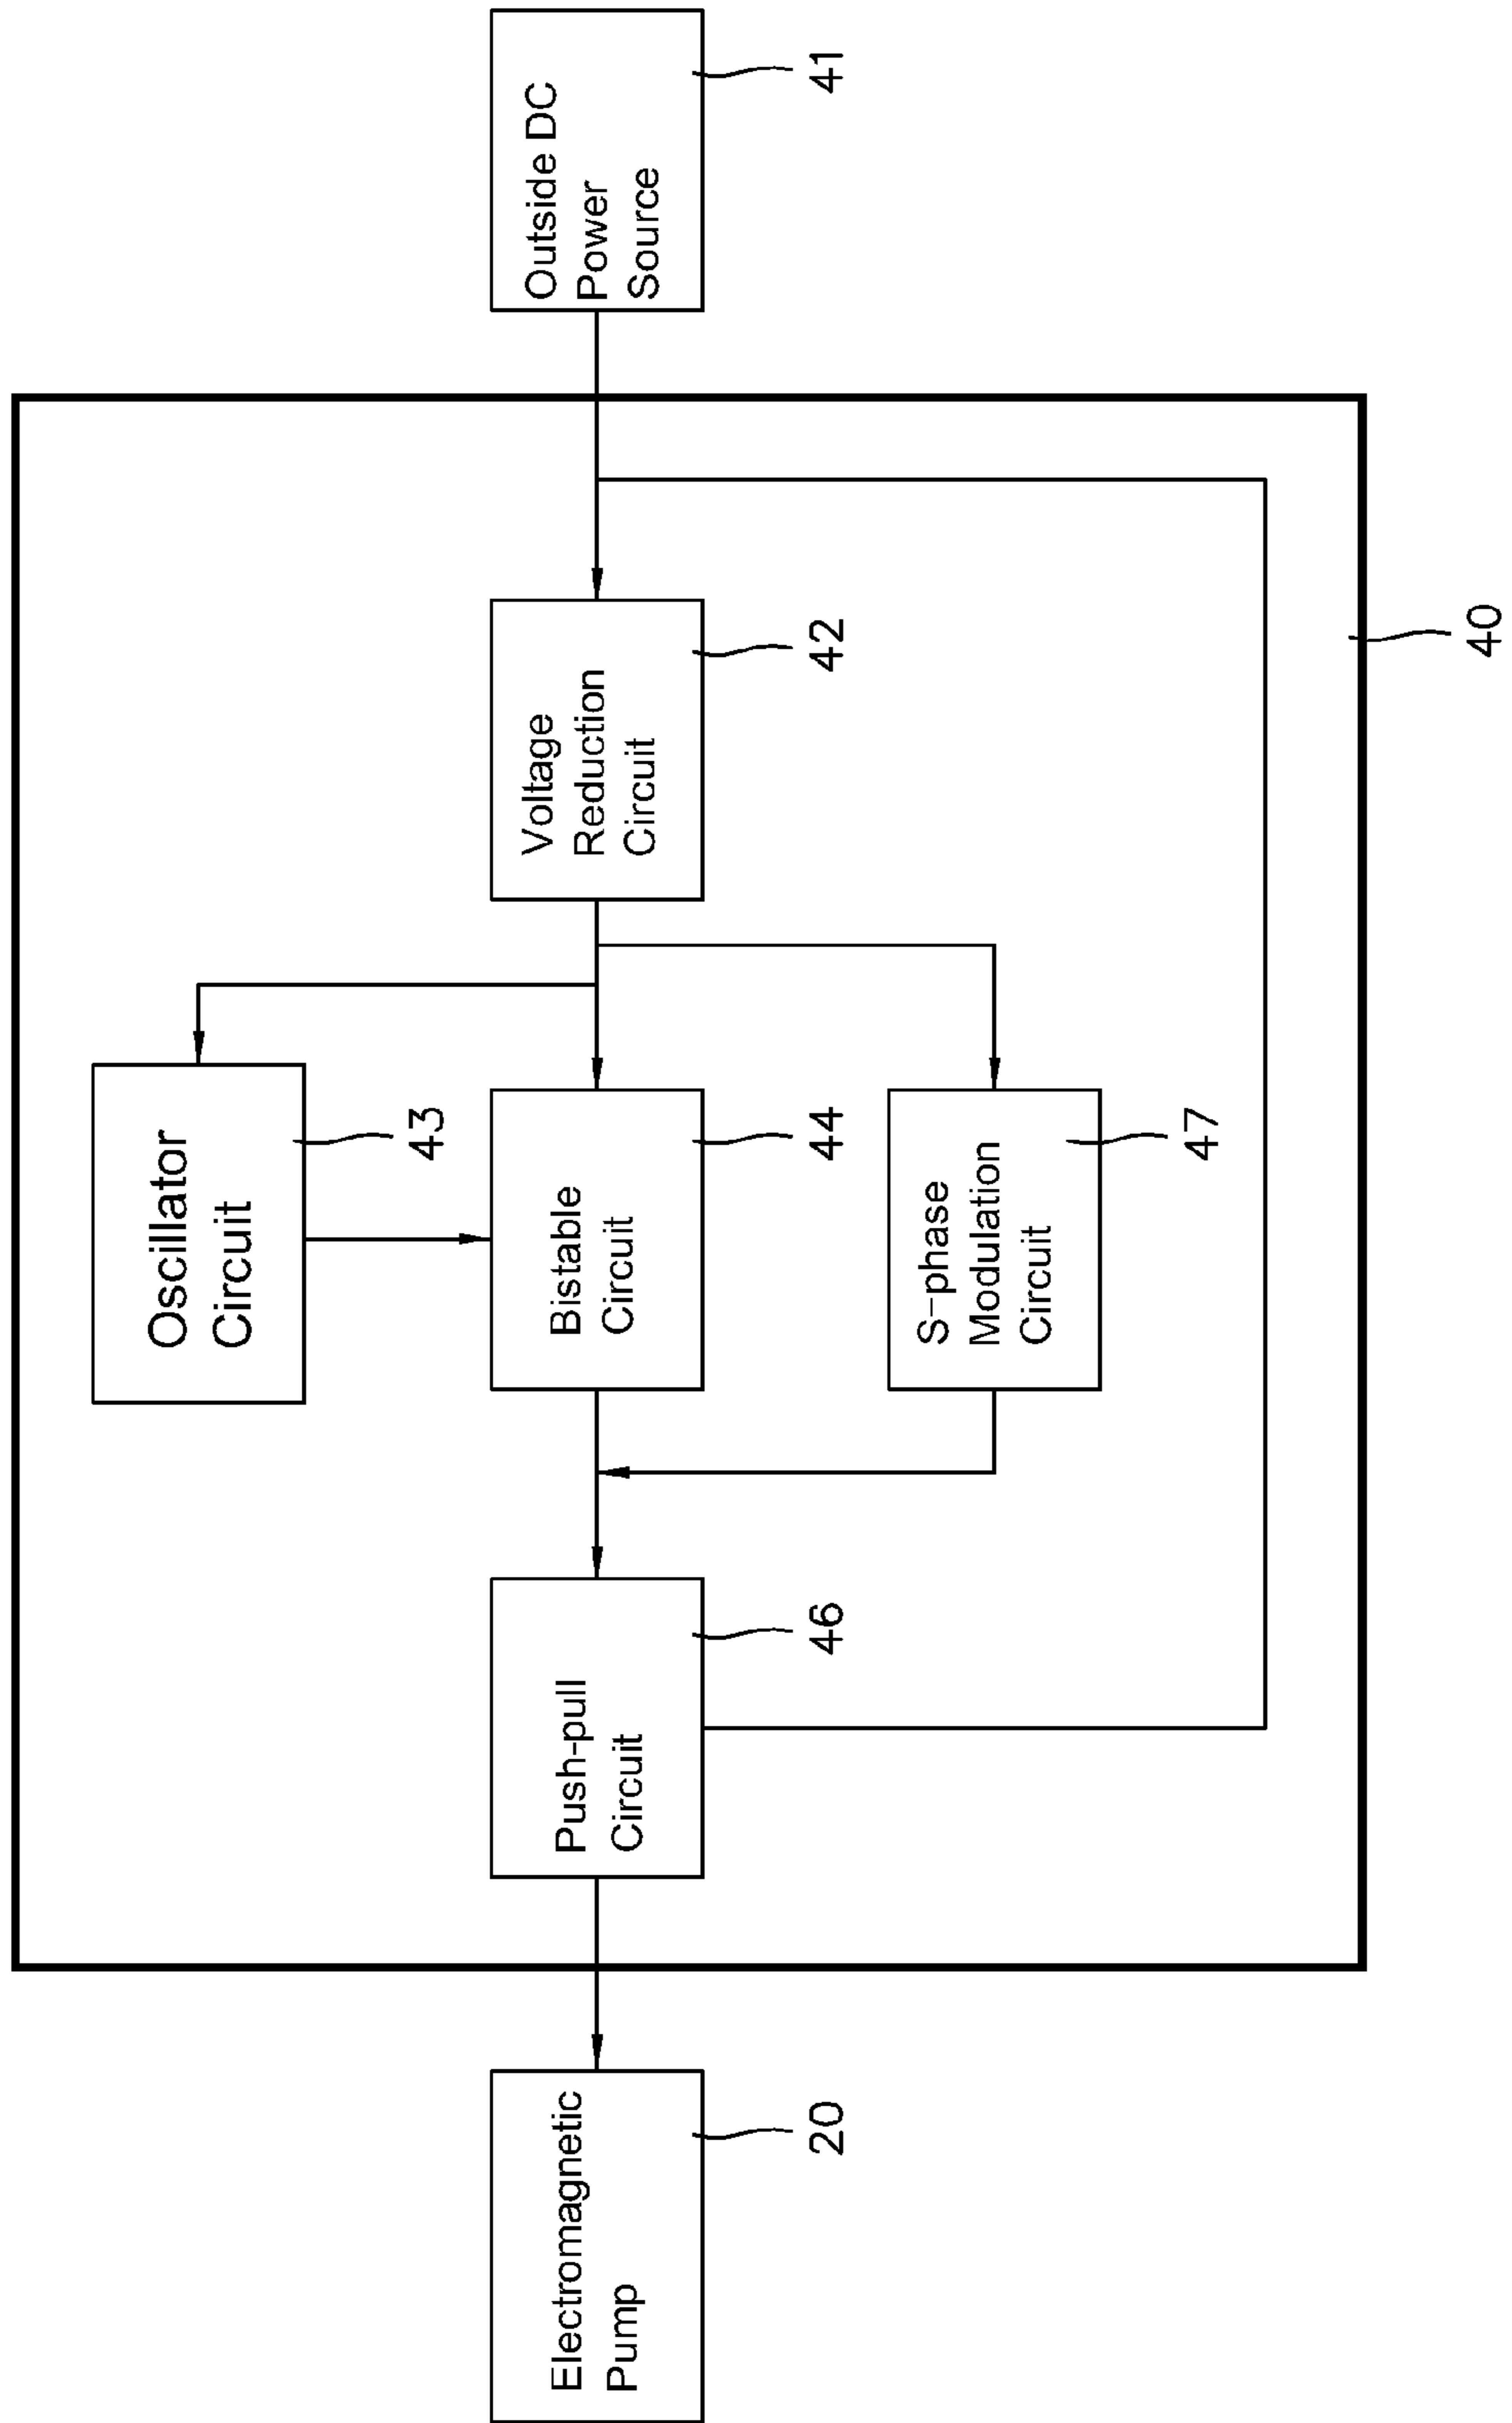 Outside DC
Power
Source
41
Voltage
Reduction
Circuit
42
40
Oscillator
Circuit
43
Bistable
Circuit
44
S-phase
Modulation
Circuit
47
Push-pull
Circuit
46
Electromagnetic
Pump
20